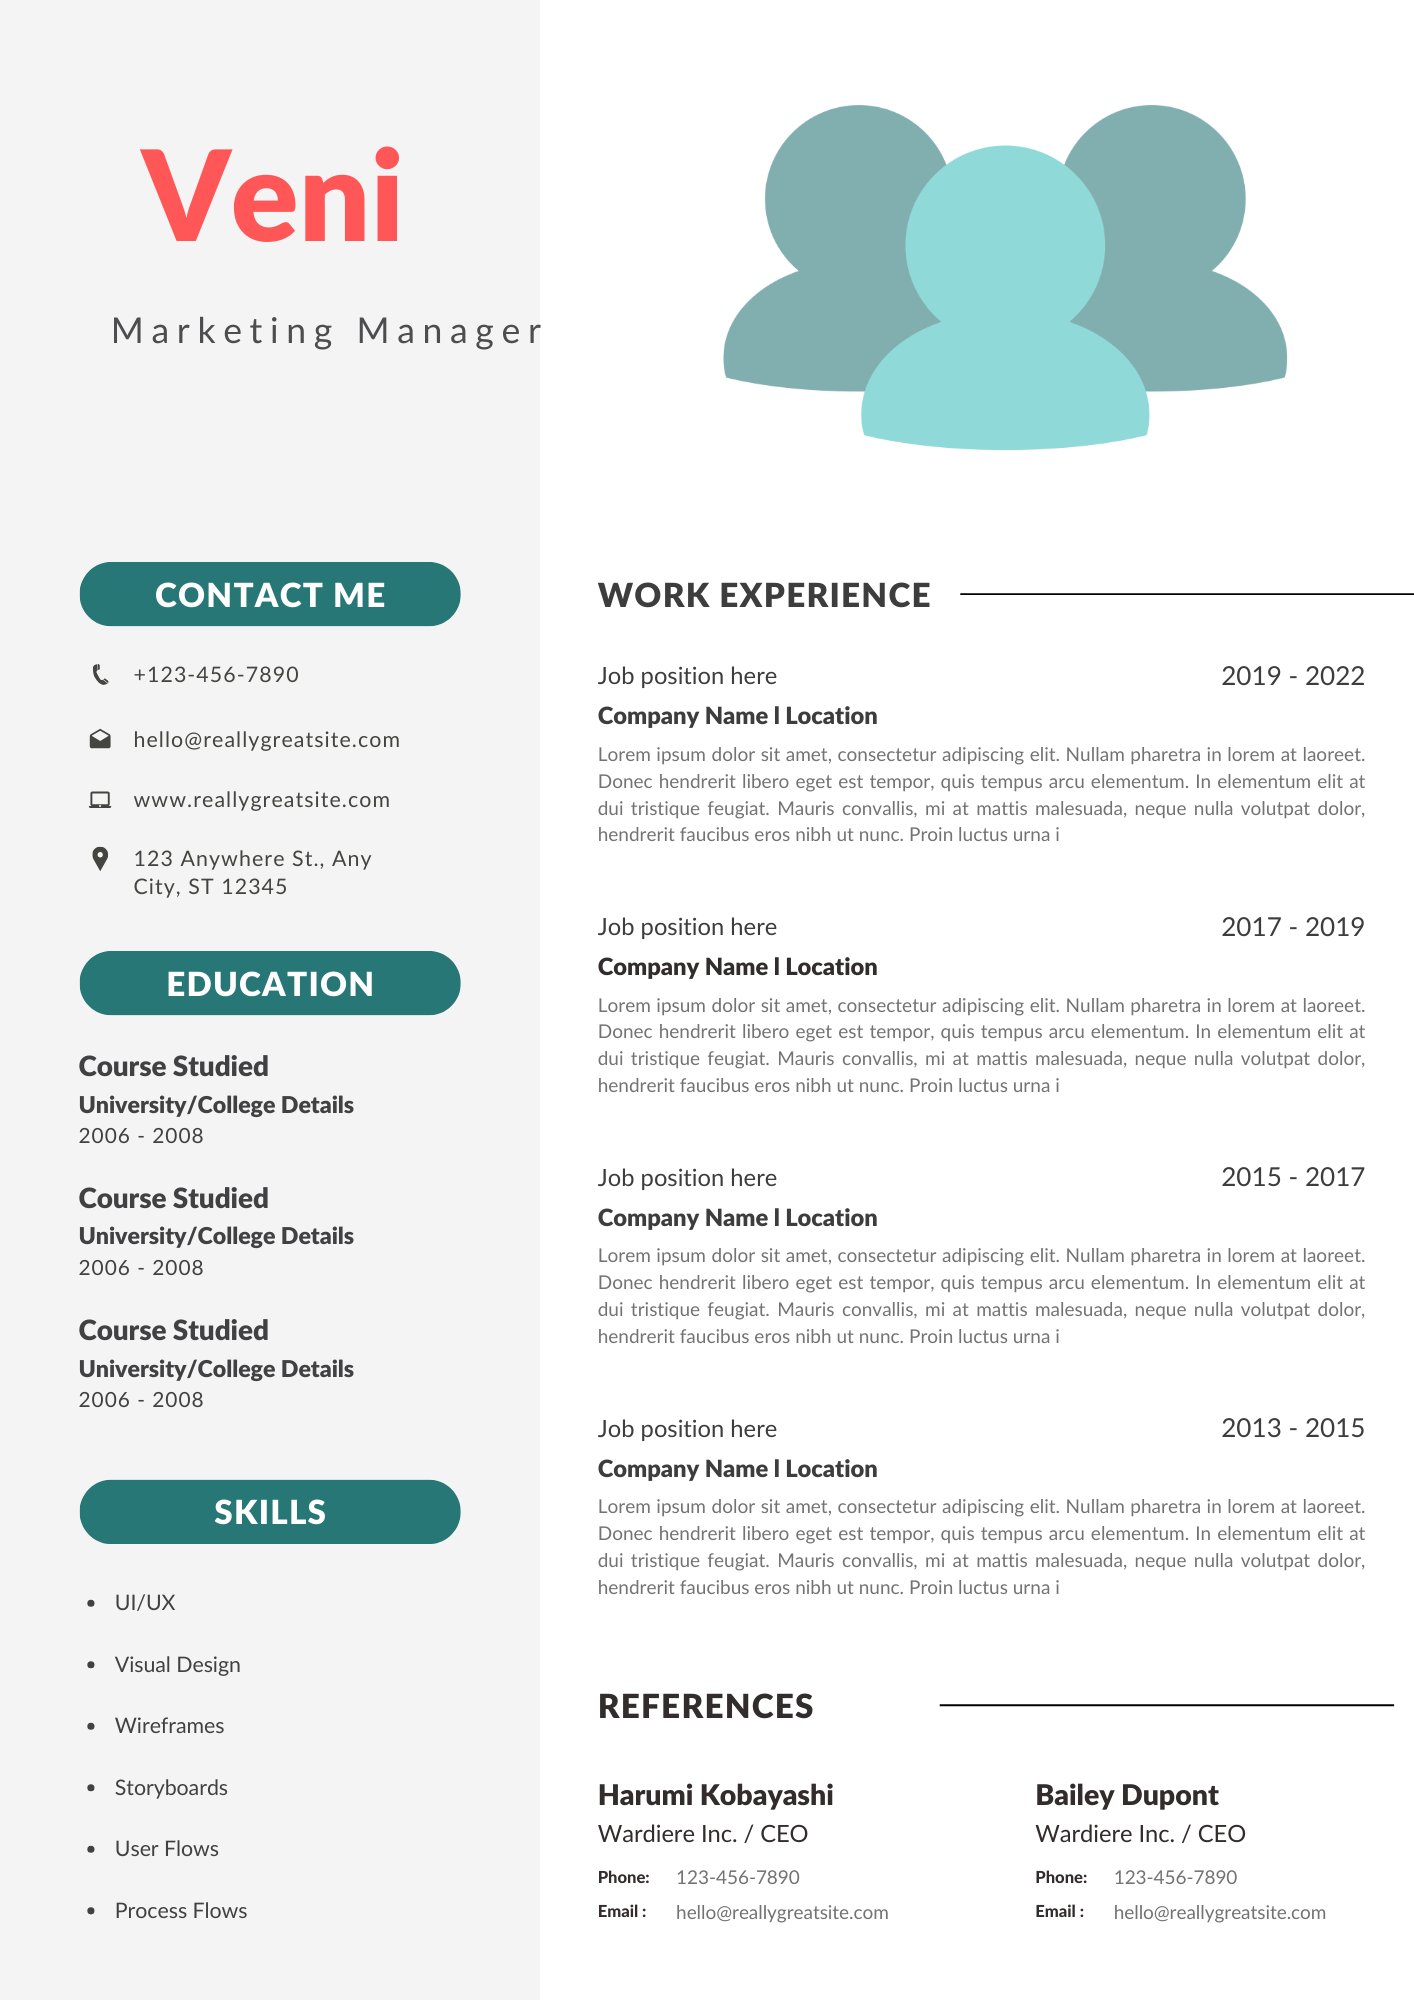 Veni
Marketing Manager
CONTACT ME
+123-456-7890
hello@reallygreatsite.com
www.reallygreatsite.com
123 Anywhere St., Any
City, ST 12345
EDUCATION
Course Studied
University/College Details
2006 - 2008
Course Studied
University/College Details
2006 - 2008
Course Studied
University/College Details
2006 - 2008
SKILLS
• UI/UX
• Visual Design
• Wireframes
• Storyboards
• User Flows
• Process Flows
WORK EXPERIENCE
Job position here 2019 - 2022
Company Name l Location
Lorem ipsum dolor sit amet, consectetur adipiscing elit. Nullam pharetra in lorem at laoreet.
Donec hendrerit libero eget est tempor, quis tempus arcu elementum. In elementum elit at
dui tristique feugiat. Mauris convallis, mi at mattis malesuada, neque nulla volutpat dolor,
hendrerit faucibus eros nibh ut nunc. Proin luctus urna i
Job position here 2017 - 2019
Company Name l Location
Lorem ipsum dolor sit amet, consectetur adipiscing elit. Nullam pharetra in lorem at laoreet.
Donec hendrerit libero eget est tempor, quis tempus arcu elementum. In elementum elit at
dui tristique feugiat. Mauris convallis, mi at mattis malesuada, neque nulla volutpat dolor,
hendrerit faucibus eros nibh ut nunc. Proin luctus urna i
Job position here 2015 - 2017
Company Name l Location
Lorem ipsum dolor sit amet, consectetur adipiscing elit. Nullam pharetra in lorem at laoreet.
Donec hendrerit libero eget est tempor, quis tempus arcu elementum. In elementum elit at
dui tristique feugiat. Mauris convallis, mi at mattis malesuada, neque nulla volutpat dolor,
hendrerit faucibus eros nibh ut nunc. Proin luctus urna i
Job position here 2013 - 2015
Company Name l Location
Lorem ipsum dolor sit amet, consectetur adipiscing elit. Nullam pharetra in lorem at laoreet.
Donec hendrerit libero eget est tempor, quis tempus arcu elementum. In elementum elit at
dui tristique feugiat. Mauris convallis, mi at mattis malesuada, neque nulla volutpat dolor,
hendrerit faucibus eros nibh ut nunc. Proin luctus urna i
REFERENCES
Harumi Kobayashi
Wardiere Inc. / CEO
Phone: 123-456-7890
Email : hello@reallygreatsite.com
Bailey Dupont
Wardiere Inc. / CEO
Phone: 123-456-7890
Email : hello@reallygreatsite.com